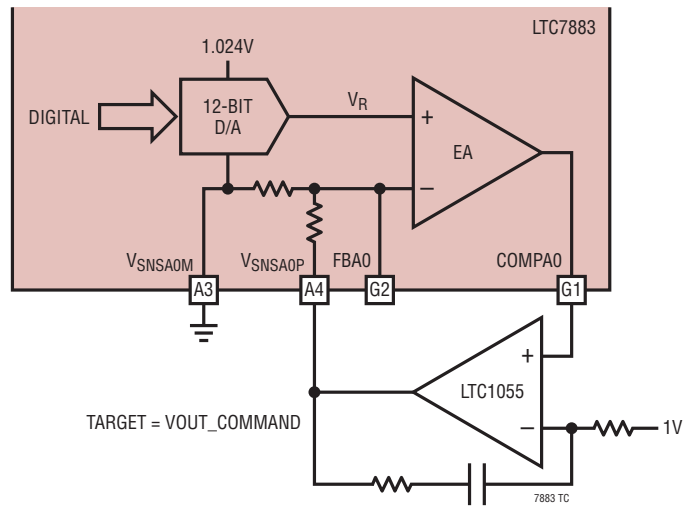 LTC7883
1.024V
DIGITAL
12-BIT
D/A
VR
+
EA
−
VSNSA0M
VSNSA0P
FBA0
COMPA0
A3
A4
G2
G1
+
LTC1055
−
1V
TARGET = VOUT_COMMAND
7883 TC